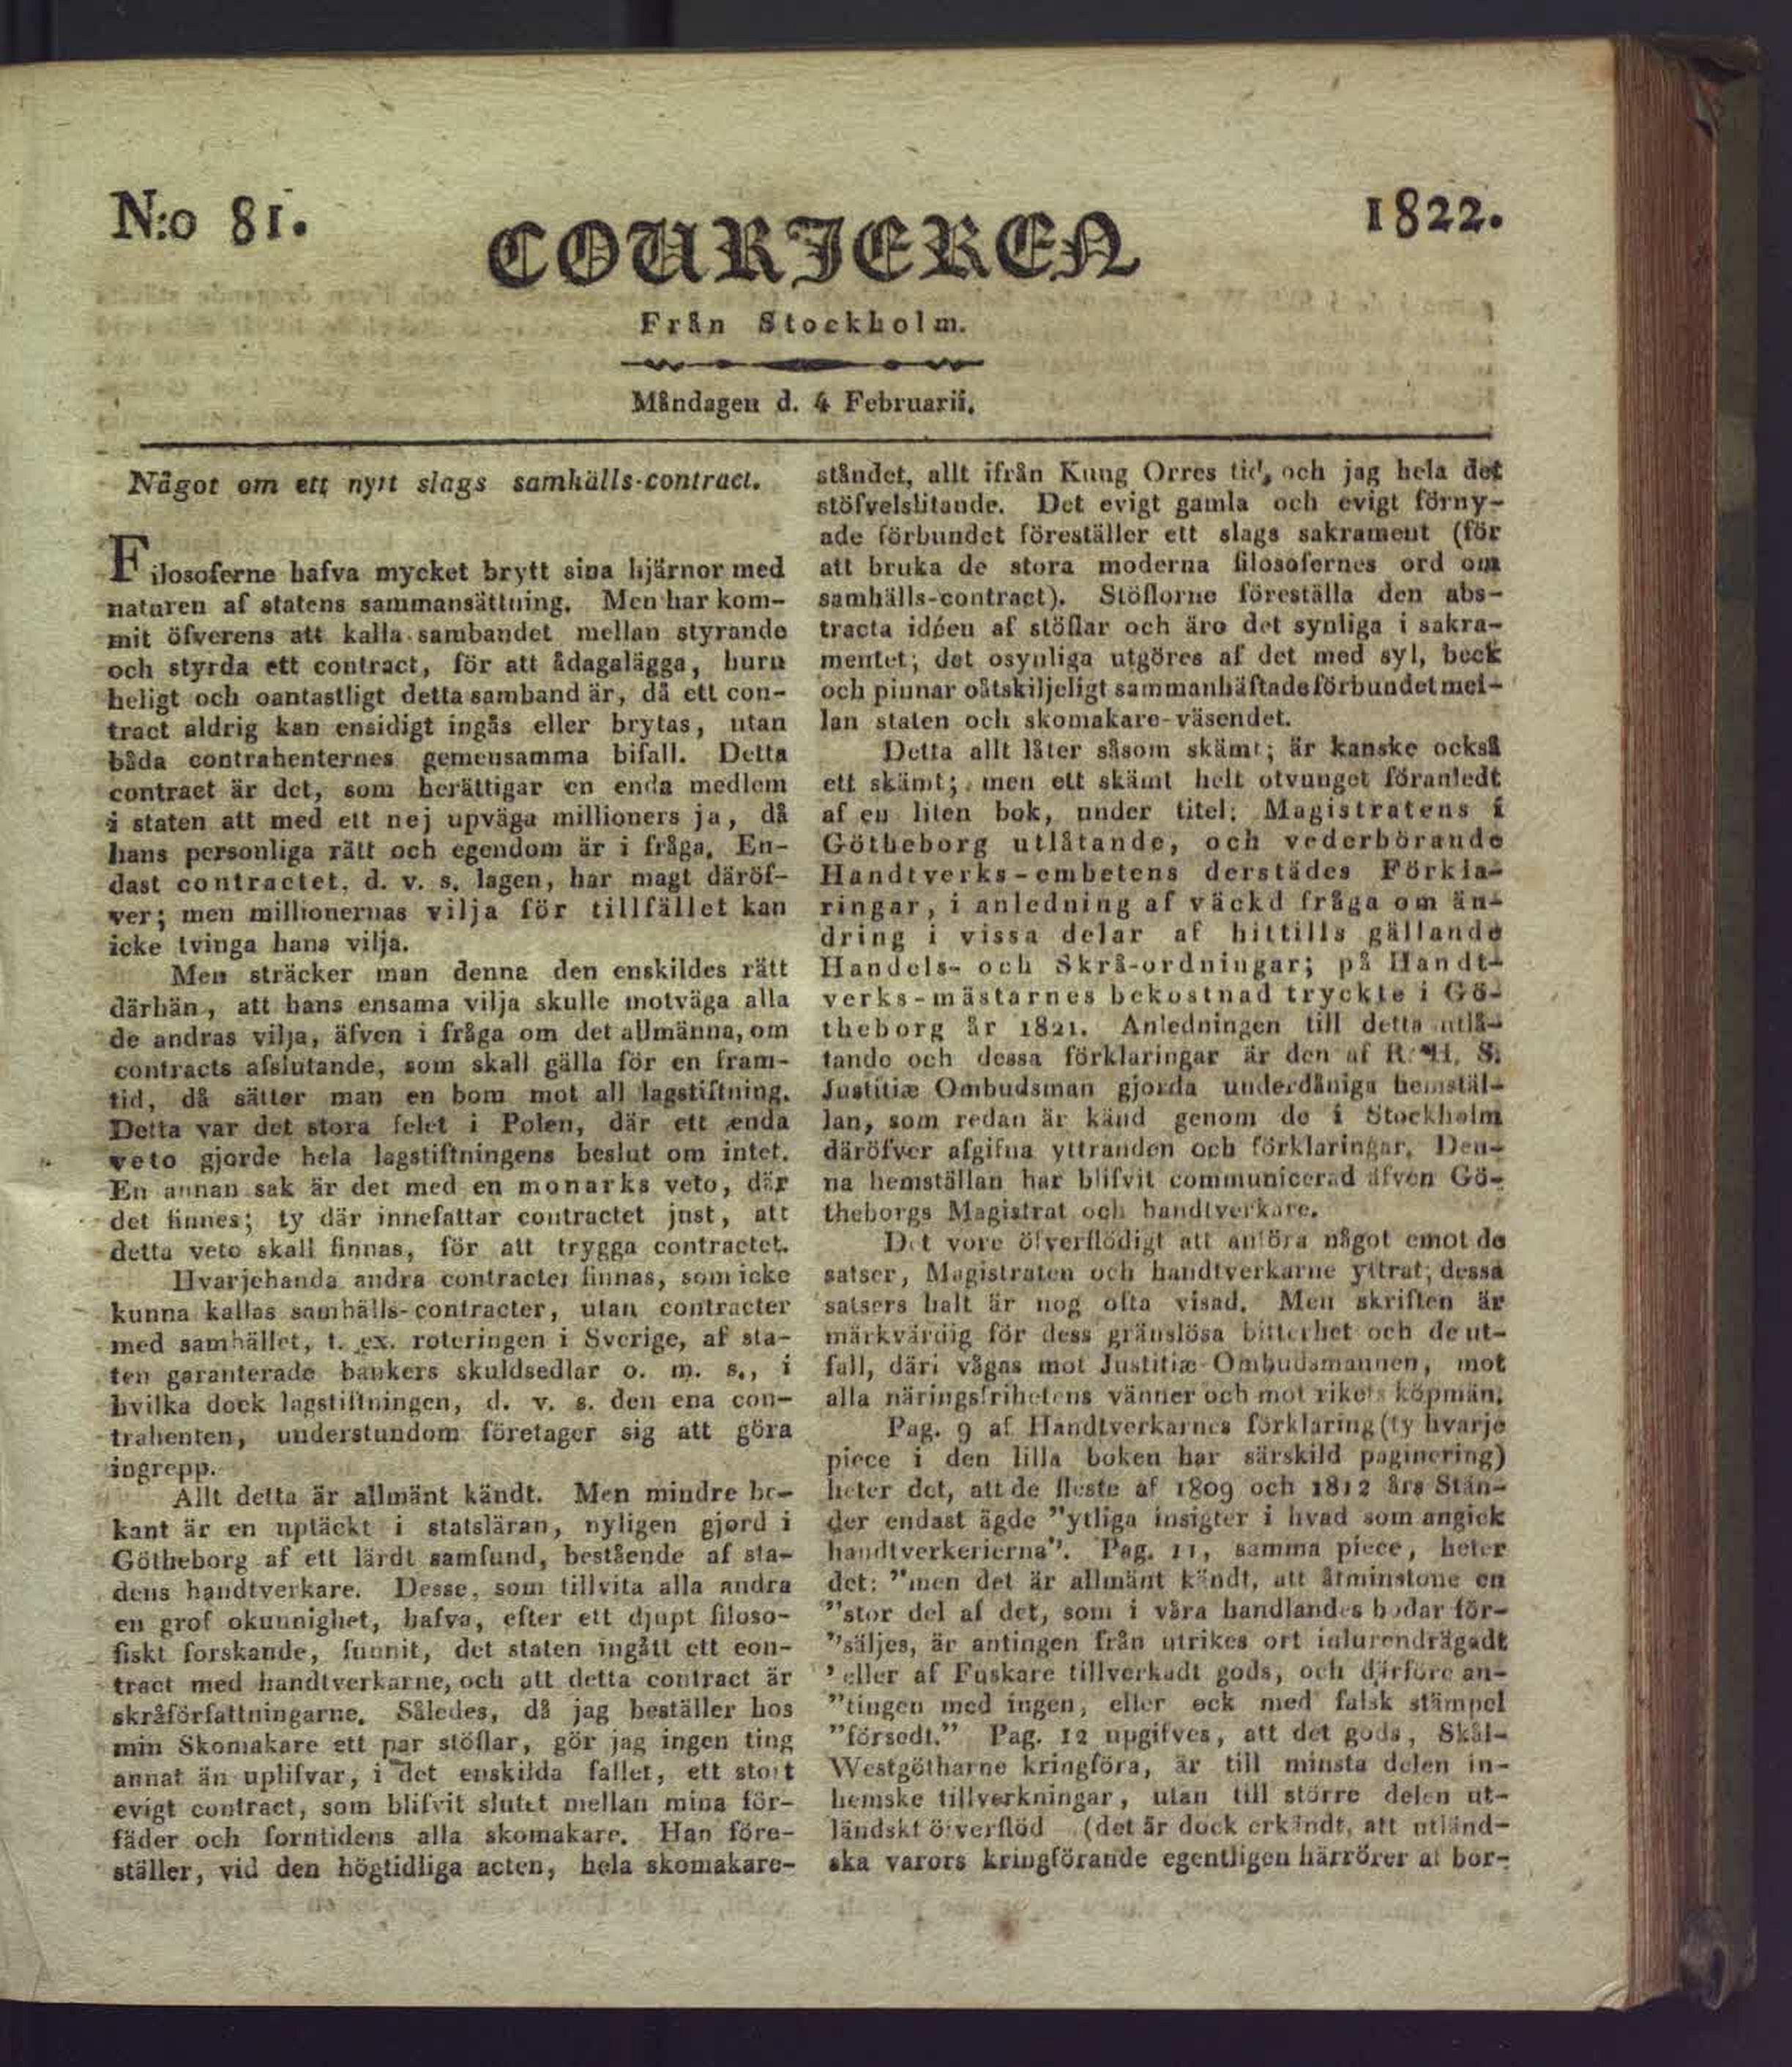 N:o 81.
1822.
COURIEREN
Från Stockholm.
Måndagen d. 4 Februarii.
Något om ett nytt slags samhälls-contract.
Filosoferne hafva mycket brytt sina hjärnor med
naturen af statens sammansättning. Men har kom-
mit öfverens att kalla sambandet mellan styrande
och styrda ett contract, för att ådagalägga, huru
heligt och oantastligt detta samband är, då ett con-
tract aldrig kan ensidigt ingås eller brytas, utan
båda contrahenternes gemensamma bifall. Detta
contract är det, som berättigar en enda medlem
i staten att med ett nej upväga millioners ja, då
hans personliga rätt och egendom är i fråga. En-
dast contractet, d. v. s. lagen, har magt däröf-
ver; men millionernas vilja för tillfället kan
icke tvinga hans vilja.
Men sträcker man denna den enskildes rätt
därhän, att hans ensama vilja skulle motväga alla
de andras vilja, äfven i fråga om det allmänna, om
contracts afslutande, som skall gälla för en fram-
tid, då sätter man en bom mot all lagstiftning.
Detta var det stora felet i Polen, där ett enda
veto gjorde hela lagstiftningens beslut om intet.
En annan sak är det med en monarks veto, där
det finnes; ty där innefattar contractet just, att
detta veto skall finnas, för att trygga contractet.
Hvarjehanda andra contracter finnas, som icke
kunna kallas samhälls-contracter, utan contracter
med samhället, t. ex. roteringen i Sverige, af sta-
ten garanterade bankers skuldsedlar o. m. s., i
hvilka dock lagstiftningen, d. v. s. den ena con-
trahenten, understundom företager sig att göra
ingrepp.
Allt detta är allmänt kändt. Men mindre be-
kant är en uptäckt i statsläran, nyligen gjord i
Götheborg af ett lärdt samfund, bestående af sta-
dens handtverkare. Desse, som tillvita alla andra
en grof okunnighet, hafva, efter ett djupt filoso-
fiskt forskande, funnit, det staten ingått ett con-
tract med handtverkarne, och att detta contract är
skråförfattningarne. Således, då jag beställer hos
min Skomakare ett par stöflar, gör jag ingen ting
annat än uplifvar, i det enskilda fallet, ett stort
evigt contract, som blifvit slutet mellan mina för-
fäder och forntidens alla skomakare. Han före-
ställer, vid den högtidliga acten, hela skomakare-
ståndet, allt ifrån Kung Orres tid, och jag hela det
stöfvelslitande. Det evigt gamla och evigt förny-
ade förbundet föreställer ett slags sakrament (för
att bruka de stora moderna filosofernes ord om
samhälls-contract). Stöflorne föreställa den abs-
tracta idéen af stöflar och äro det synliga i sakra-
mentet; det osynliga utgöres af det med syl, beck
och pinnar oåtskiljeligt sammanhäftade förbundet mel-
lan staten och skomakare-väsendet.
Detta allt låter såsom skämt; är kanske också
ett skämt; men ett skämt helt otvunget föranledt
af en liten bok, under titel: Magistratens i
Götheborg utlåtande, och vederbörande
Handtverks-embetens derstädes Förkla-
ringar, i anledning af väckd fråga om än-
dring i vissa delar af hittills gällande
Handels- och Skrå-ordningar; på Handt-
verks-mästarnes bekostnad tryckte i Gö-
theborg år 1821. Anledningen till detta utlå-
tande och dessa förklaringar är den af R. H. S.
Justitiæ Ombudsman gjorda underdåniga hemstäl-
lan, som redan är känd genom de i Stockholm
däröfver afgifna yttranden och förklaringar. Den-
na hemställan har blifvit communicerad äfven Gö-
theborgs Magistrat och handtverkare.
Det vore öfverflödigt att anföra något emot de
satser, Magistraten och handtverkarne yttrat; dessa
satsers halt är nog ofta visad. Men skriften är
märkvärdig för dess gränslösa bitterhet och de ut-
fall, däri vågas mot Justitiæ Ombudsmannen, mot
alla näringsfrihetens vänner och mot rikets köpmän.
Pag. 9 af Handtverkarnes förklaring (ty hvarje
piece i den lilla boken har särskild paginering)
heter det, att de fleste af 1809 och 1812 års Stän-
der endast ägde "ytliga insigter i hvad som angick
handtverkerierna". Pag. 11, samma piece, heter
det: "men det är allmänt kändt, att åtminstone en
"stor del af det, som i våra handlandes bodar för-
"säljes, är antingen från utrikes ort inlurendrägadt
"eller af Fuskare tillverkadt gods, och därföre an-
"tingen med ingen, eller ock med falsk stämpel
"försedt." Pag. 12 upgifves, att det gods, Skål-
Westgötharne kringföra, är till minsta delen in-
hemske tillverkningar, utan till större delen ut-
ländskt öfverflöd (det är dock erkändt, att utländ-
ska varors kringförande egentligen härrörer af bor-